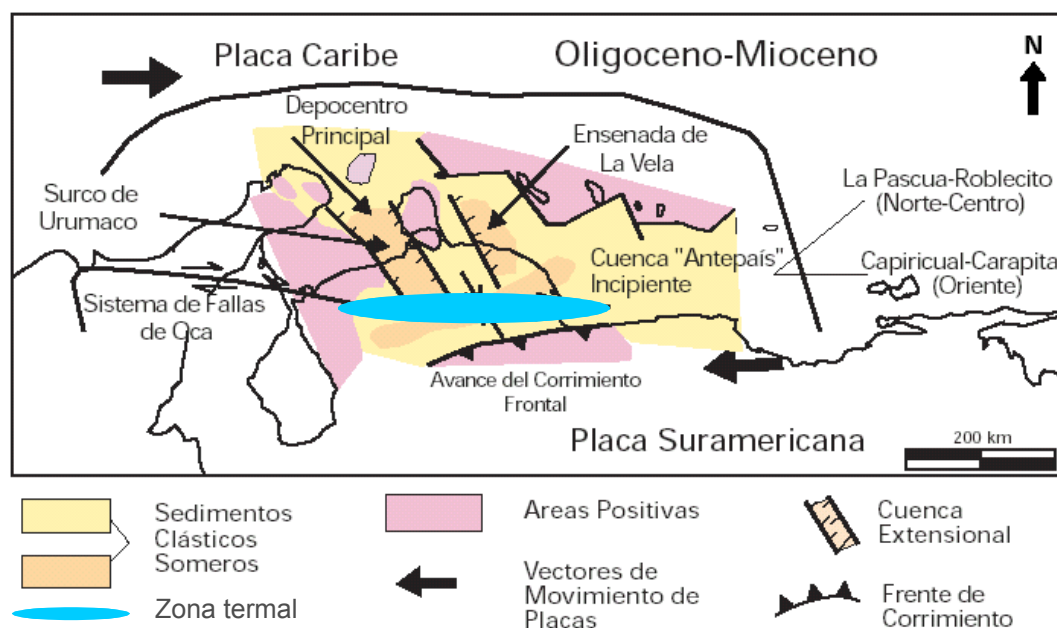 Placa Caribe
Oligoceno-Mioceno
N
Depocentro
Principal
Ensenada de
La Vela
Surco de
Urumaco
La Pascua-Roblecito
(Norte-Centro)
Cuenca "Antepaís"
Incipiente
Capiricual-Carapita
(Oriente)
Sistema de Fallas
de Oca
Avance del Corrimiento
Frontal
Placa Suramericana
200 km
Sedimentos
Clásticos
Someros
Zona termal
Areas Positivas
Vectores de
Movimiento de
Placas
Cuenca
Extensional
Frente de
Corrimiento